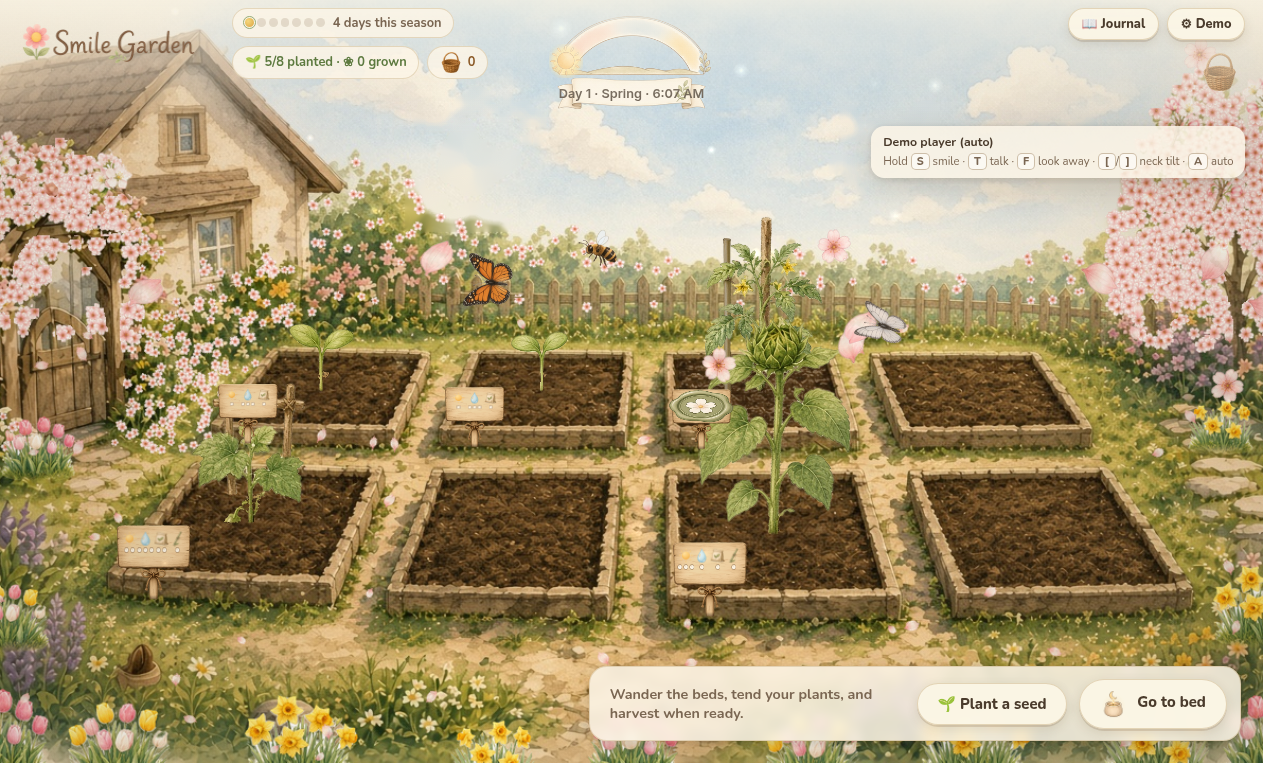 Smile Garden
4 days this season
🌱 5/8 planted · ❀ 0 grown
0
Day 1 · Spring · 6:07 AM
📖 Journal
⚙ Demo
Demo player (auto)
Hold S smile · T talk · F look away · [ / ] neck tilt · A auto
Wander the beds, tend your plants, and
harvest when ready.
🌱 Plant a seed
Go to bed